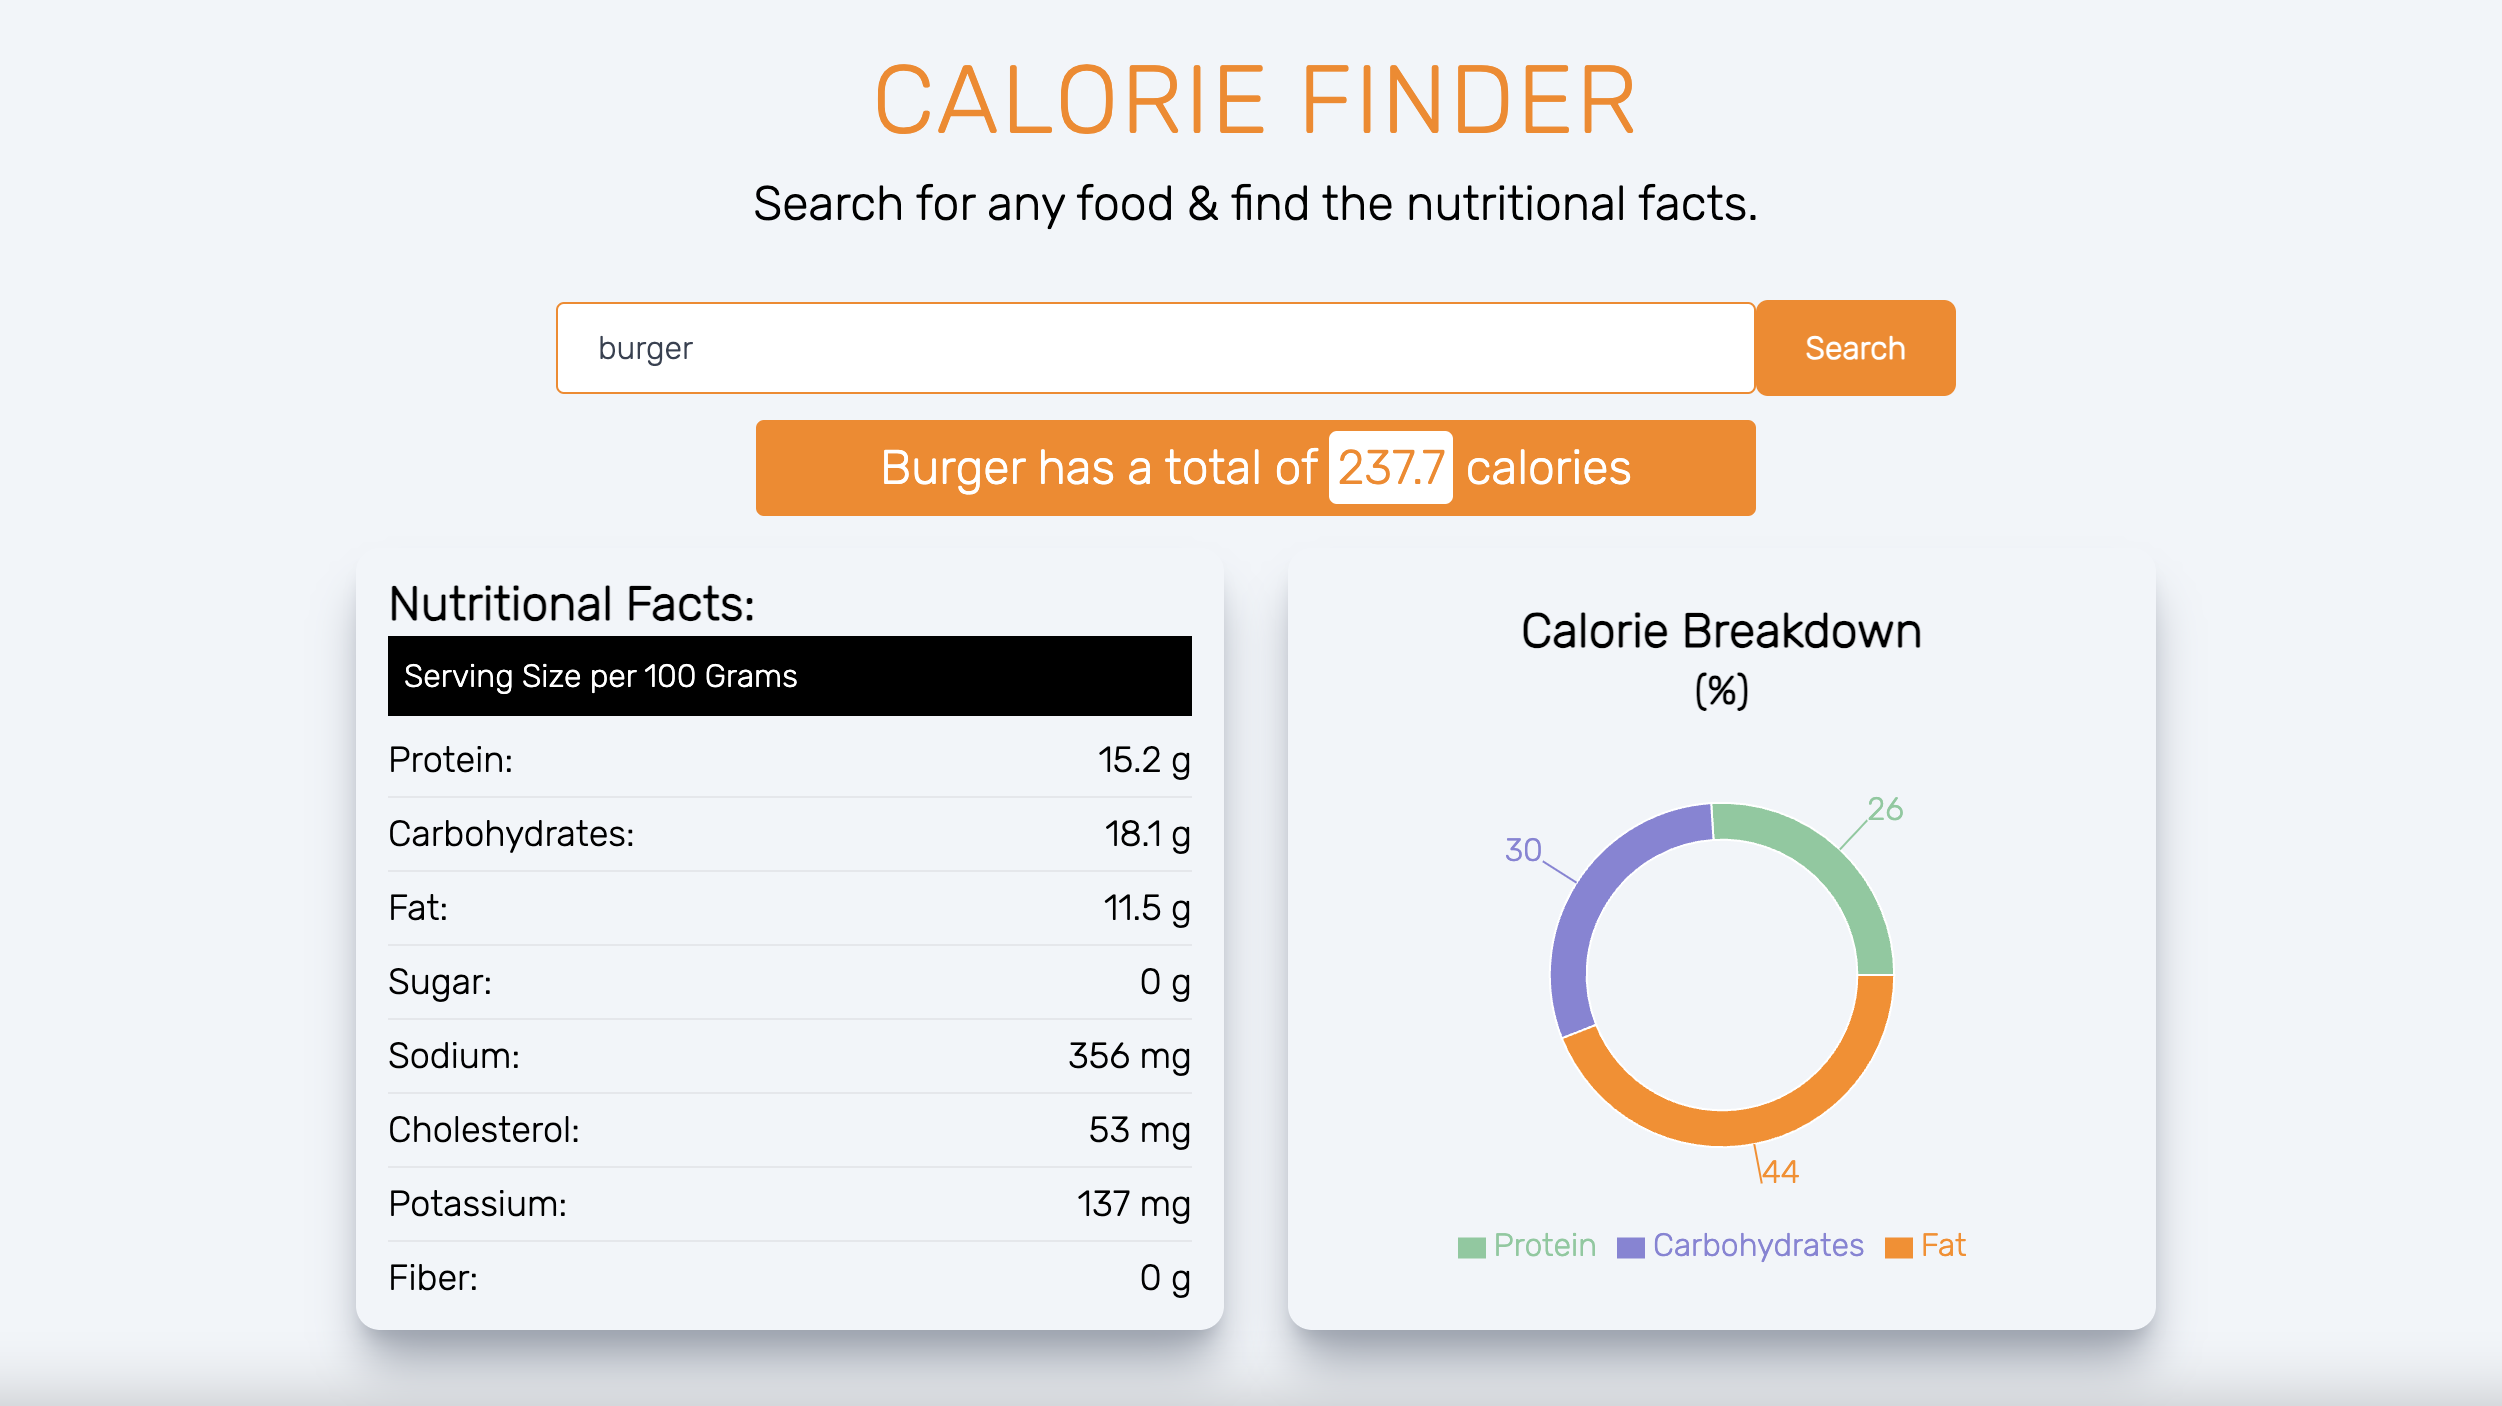 CALORIE FINDER
Search for any food & find the nutritional facts.
burger
Search
Burger has a total of 237.7 calories
Nutritional Facts:
Serving Size per 100 Grams
Protein: 15.2 g
Carbohydrates: 18.1 g
Fat: 11.5 g
Sugar: 0 g
Sodium: 356 mg
Cholesterol: 53 mg
Potassium: 137 mg
Fiber: 0 g
Calorie Breakdown
(%)
26
30
44
Protein Carbohydrates Fat